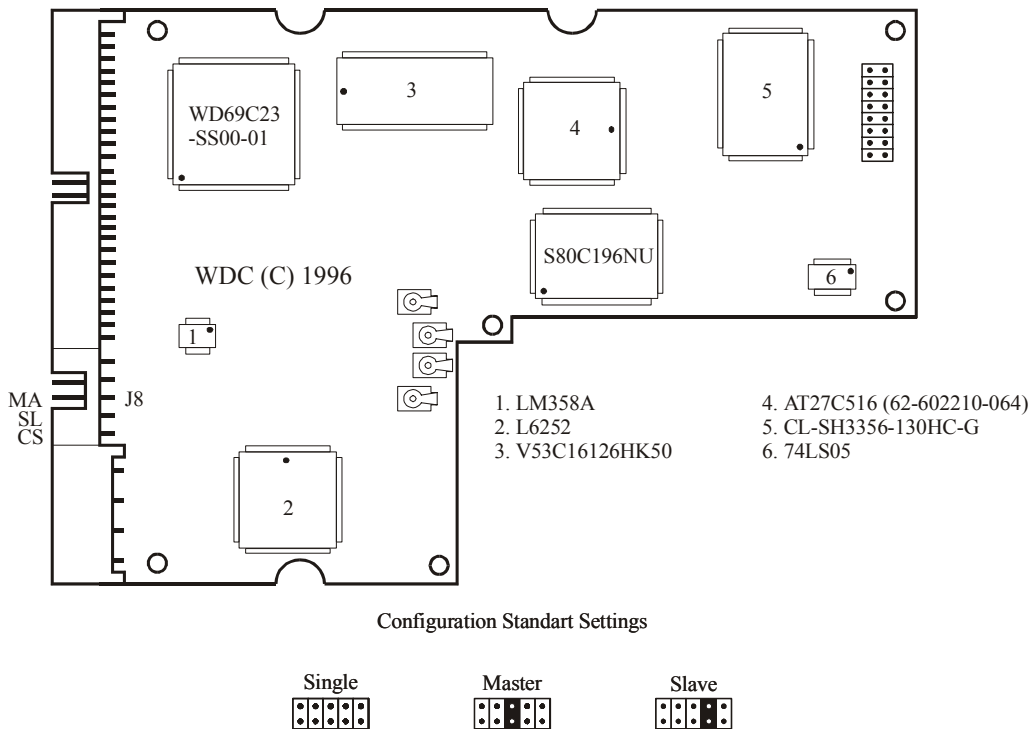 WD69C23
-SS00-01
3
4
5
S80C196NU
6
WDC (C) 1996
1
MA
SL
CS
J8
2
1. LM358A
2. L6252
3. V53C16126HK50
4. AT27C516 (62-602210-064)
5. CL-SH3356-130HC-G
6. 74LS05
Configuration Standart Settings
Single
Master
Slave